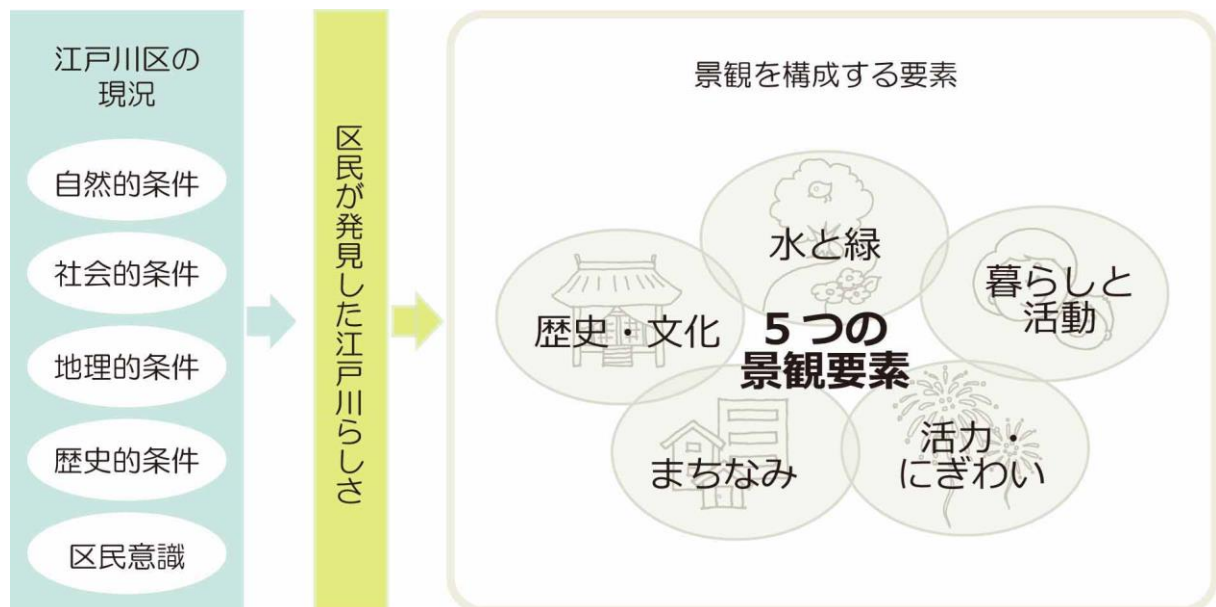 江戸川区の
現況
自然的条件
社会的条件
地理的条件
歴史的条件
区民意識
区民が発見した江戸川らしさ
景観を構成する要素
水と緑
暮らしと
活動
歴史・文化
5つの
景観要素
まちなみ
活力・
にぎわい